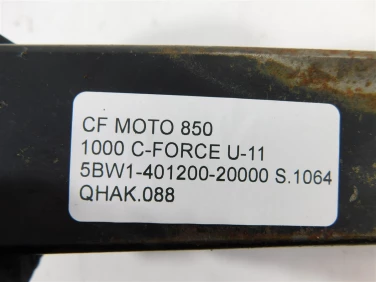 CF MOTO 850
1000 C-FORCE U-11
5BW1-401200-20000 S.1064
QHAK.088